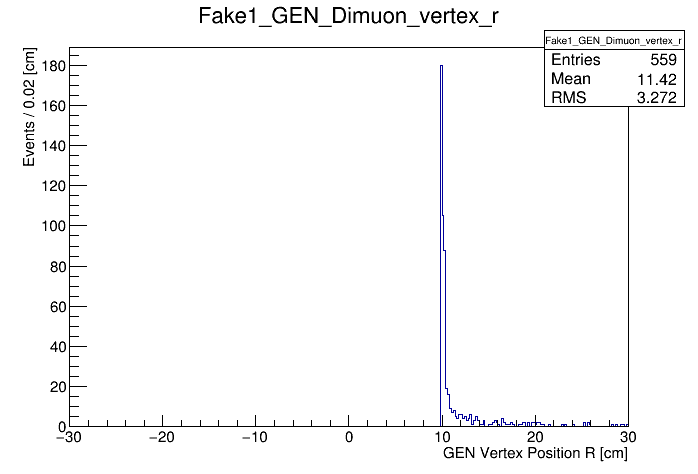 Fake1_GEN_Dimuon_vertex_r
Fake1_GEN_Dimuon_vertex_r
Entries 559
Mean 11.42
RMS 3.272
Events / 0.02 [cm]
180
160
140
120
100
80
60
40
20
0
−30 −20 −10 0 10 20 30
GEN Vertex Position R [cm]